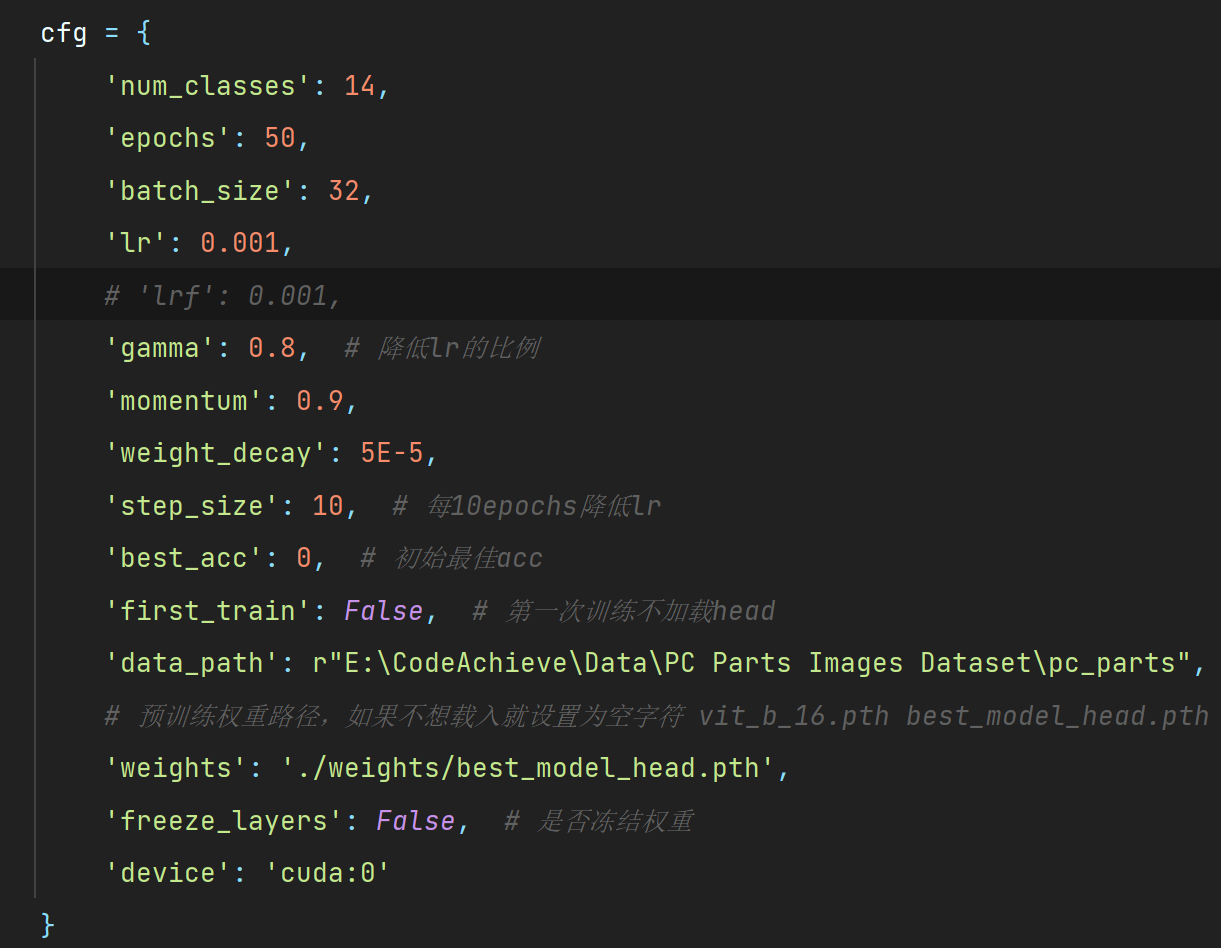 cfg = {
'num_classes': 14,
'epochs': 50,
'batch_size': 32,
'lr': 0.001,
# 'lrf': 0.001,
'gamma': 0.8,  # 降低lr的比例
'momentum': 0.9,
'weight_decay': 5E-5,
'step_size': 10,  # 每10epochs降低lr
'best_acc': 0,  # 初始最佳acc
'first_train': False,  # 第一次训练不加载head
'data_path': r"E:\CodeAchieve\Data\PC Parts Images Dataset\pc_parts",
# 预训练权重路径，如果不想载入就设置为空字符 vit_b_16.pth best_model_head.pth
'weights': './weights/best_model_head.pth',
'freeze_layers': False,  # 是否冻结权重
'device': 'cuda:0'
}